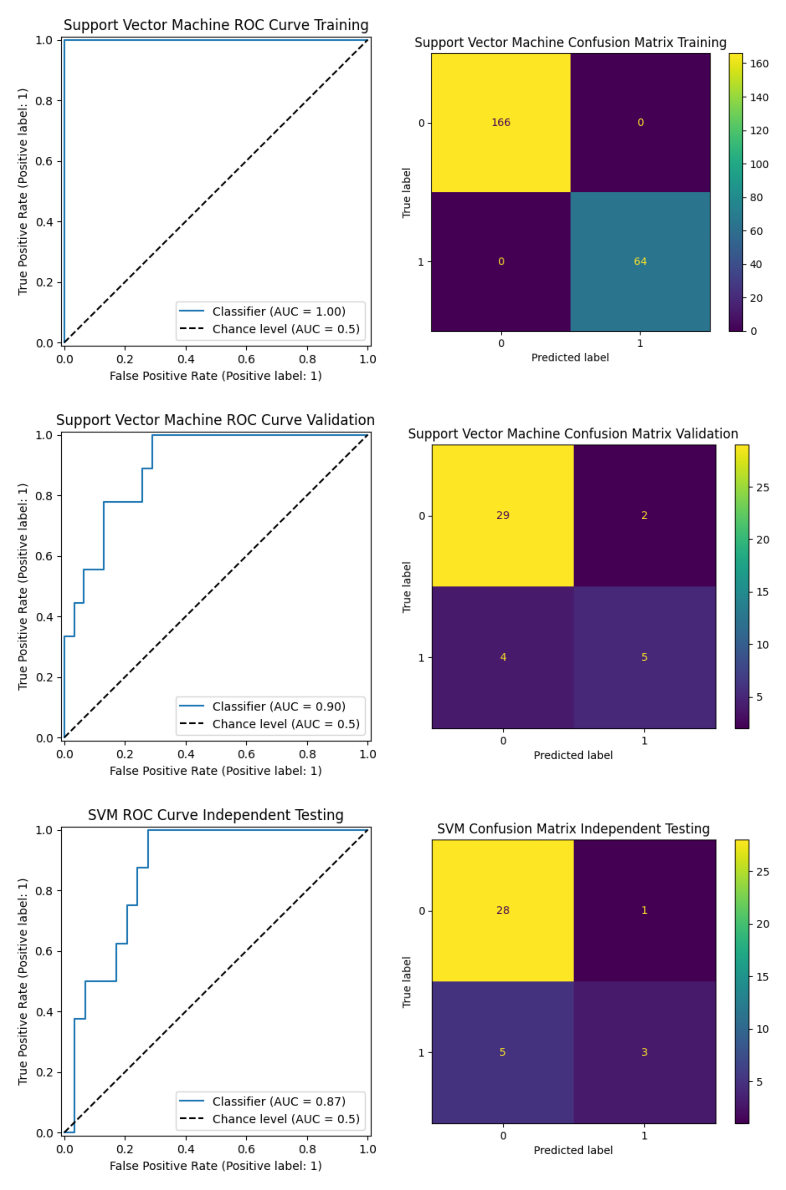 Support Vector Machine ROC Curve Training
1.0
0.8
0.6
0.4
0.2
0.0
True Positive Rate (Positive label: 1)
Classifier (AUC = 1.00)
Chance level (AUC = 0.5)
0.0 0.2 0.4 0.6 0.8 1.0
False Positive Rate (Positive label: 1)
Support Vector Machine Confusion Matrix Training
True label
0
1
166 0
0 64
0 1
Predicted label
160
140
120
100
80
60
40
20
0
Support Vector Machine ROC Curve Validation
1.0
0.8
0.6
0.4
0.2
0.0
True Positive Rate (Positive label: 1)
Classifier (AUC = 0.90)
Chance level (AUC = 0.5)
0.0 0.2 0.4 0.6 0.8 1.0
False Positive Rate (Positive label: 1)
Support Vector Machine Confusion Matrix Validation
True label
0
1
29 2
4 5
0 1
Predicted label
25
20
15
10
5
SVM ROC Curve Independent Testing
1.0
0.8
0.6
0.4
0.2
0.0
True Positive Rate (Positive label: 1)
Classifier (AUC = 0.87)
Chance level (AUC = 0.5)
0.0 0.2 0.4 0.6 0.8 1.0
False Positive Rate (Positive label: 1)
SVM Confusion Matrix Independent Testing
True label
0
1
28 1
5 3
0 1
Predicted label
25
20
15
10
5